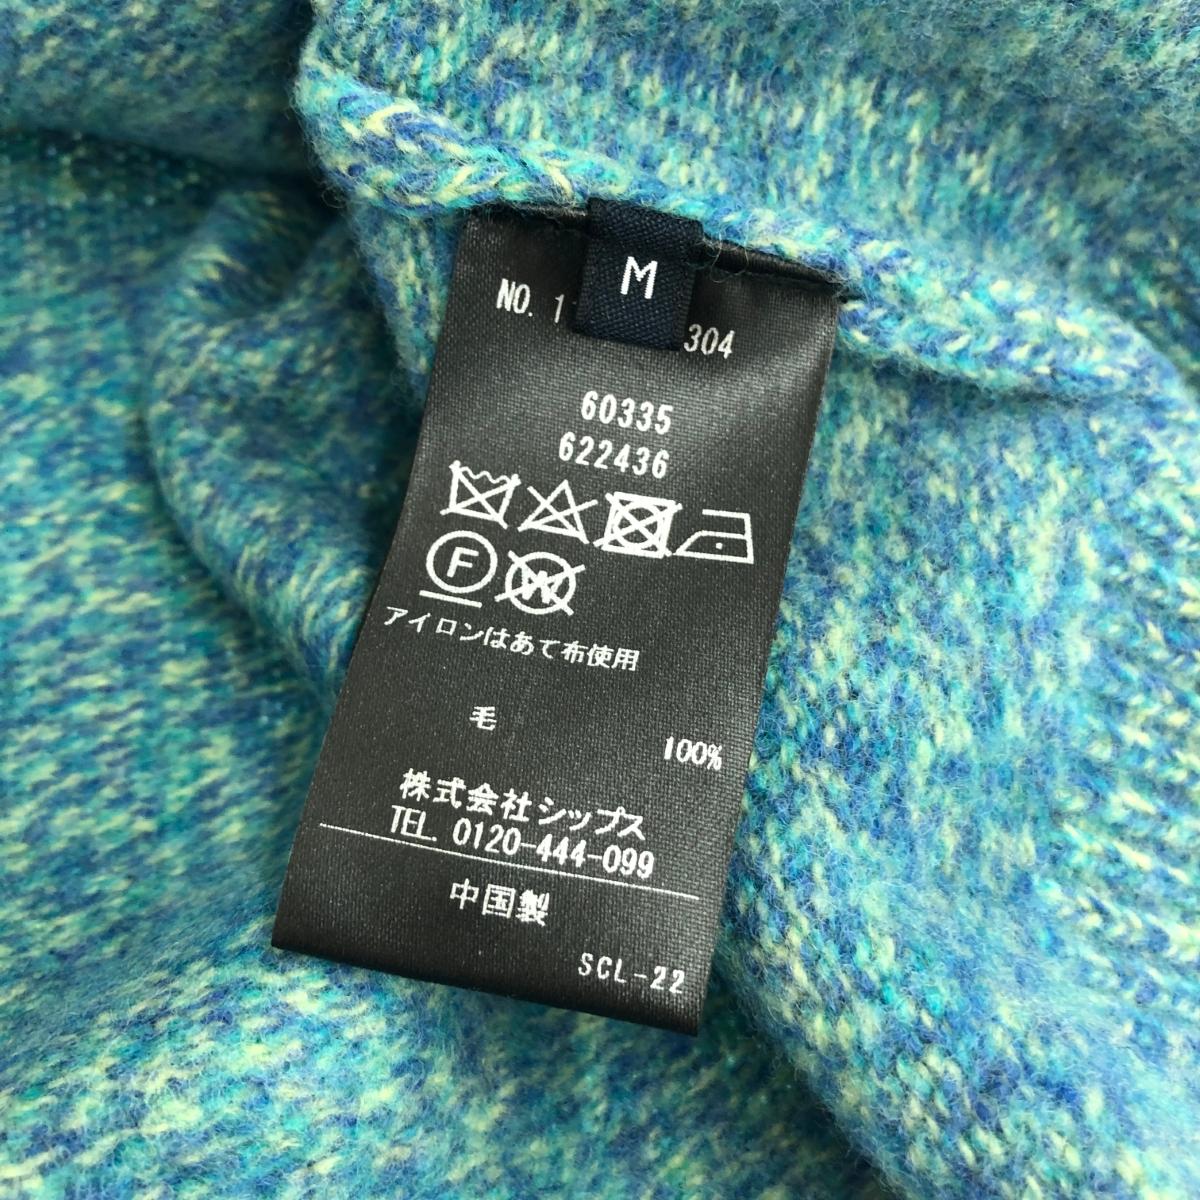 M
NO. 1 304
60335
622436
F W
アイロンはあて布使用
毛 100%
株式会社シップス
TEL. 0120-444-099
中国製
SCL-22